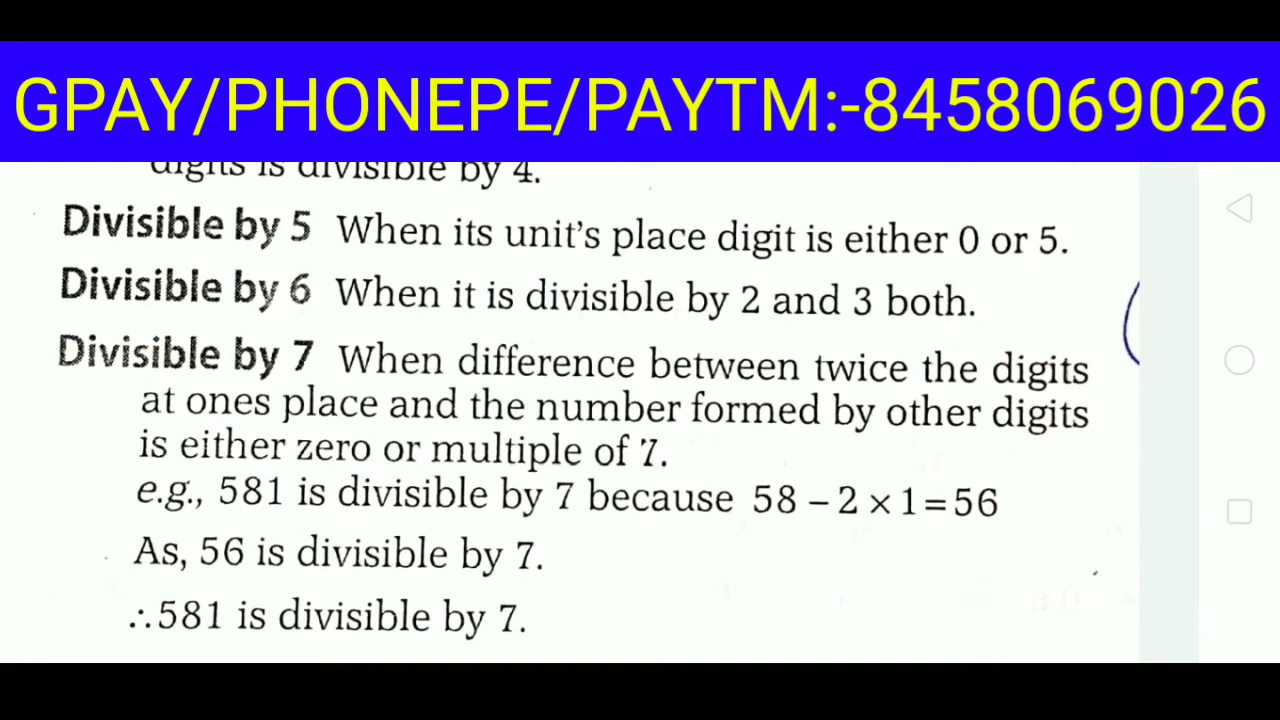 GPAY/PHONEPE/PAYTM:-8458069026
digits is divisible by 4.
Divisible by 5 When its unit's place digit is either 0 or 5.
Divisible by 6 When it is divisible by 2 and 3 both.
Divisible by 7 When difference between twice the digits
at ones place and the number formed by other digits
is either zero or multiple of 7.
e.g., 581 is divisible by 7 because 58 – 2 × 1 = 56
As, 56 is divisible by 7.
∴ 581 is divisible by 7.